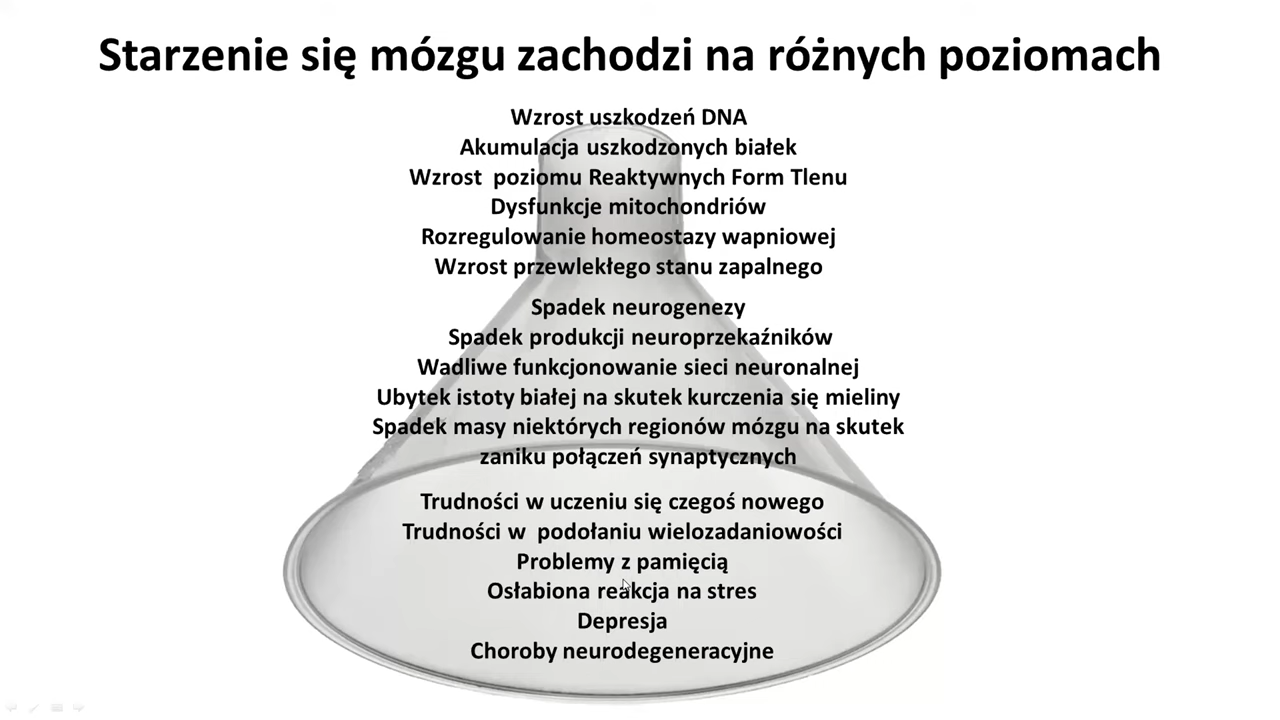 Starzenie się mózgu zachodzi na różnych poziomach
Wzrost uszkodzeń DNA
Akumulacja uszkodzonych białek
Wzrost  poziomu Reaktywnych Form Tlenu
Dysfunkcje mitochondriów
Rozregulowanie homeostazy wapniowej
Wzrost przewlekłego stanu zapalnego
Spadek neurogenezy
Spadek produkcji neuroprzekaźników
Wadliwe funkcjonowanie sieci neuronalnej
Ubytek istoty białej na skutek kurczenia się mieliny
Spadek masy niektórych regionów mózgu na skutek
zaniku połączeń synaptycznych
Trudności w uczeniu się czegoś nowego
Trudności w  podołaniu wielozadaniowości
Problemy z pamięcią
Osłabiona reakcja na stres
Depresja
Choroby neurodegeneracyjne